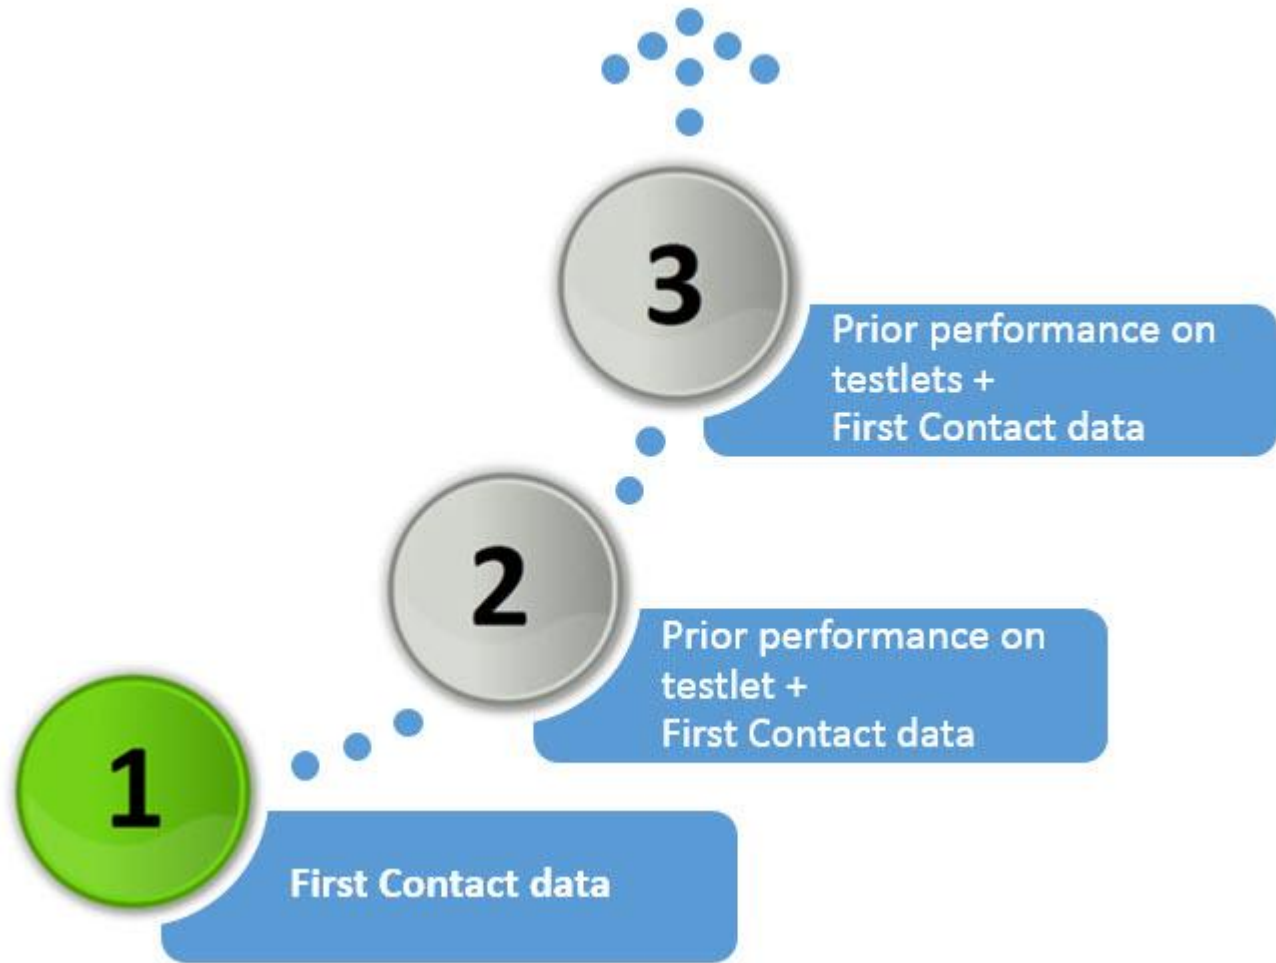 3
Prior performance on
testlets +
First Contact data
2
Prior performance on
testlet +
First Contact data
1
First Contact data